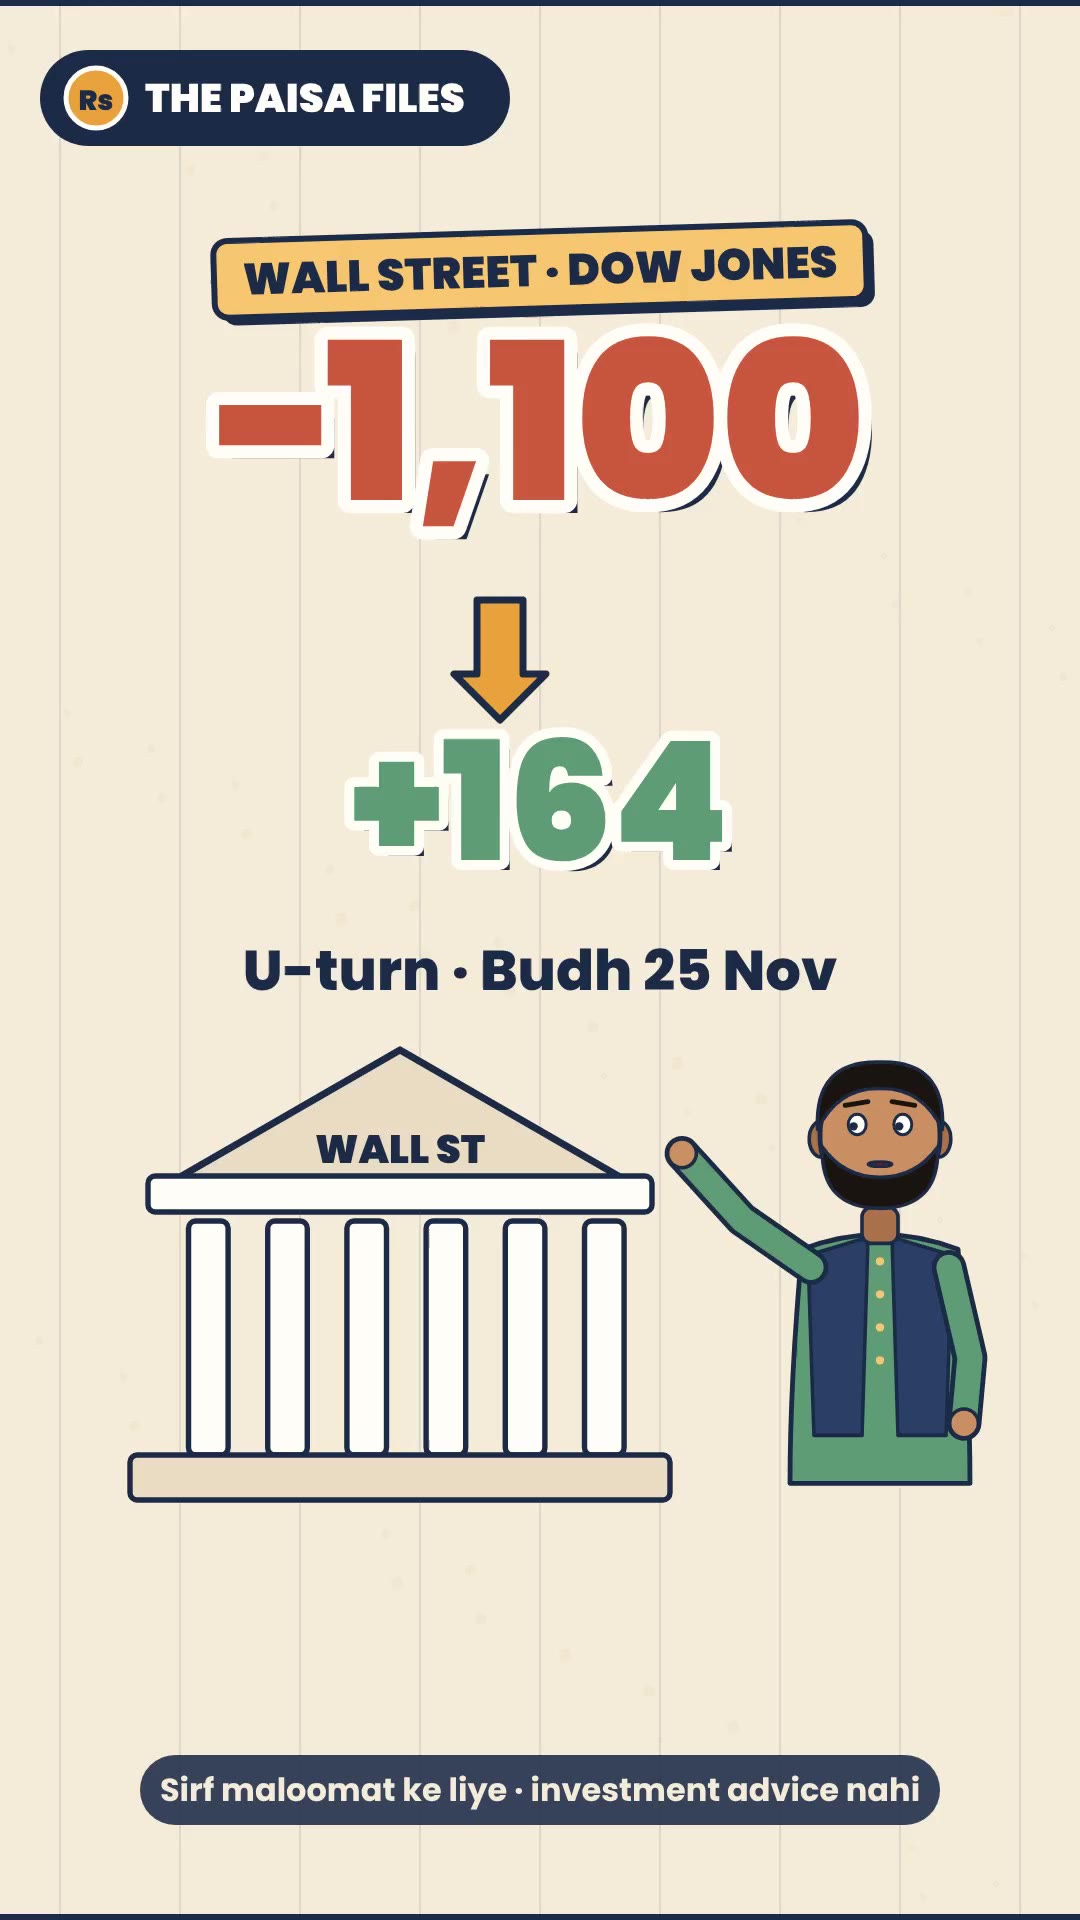 Rs THE PAISA FILES
WALL STREET · DOW JONES
-1,100
+164
U-turn · Budh 25 Nov
WALL ST
Sirf maloomat ke liye · investment advice nahi